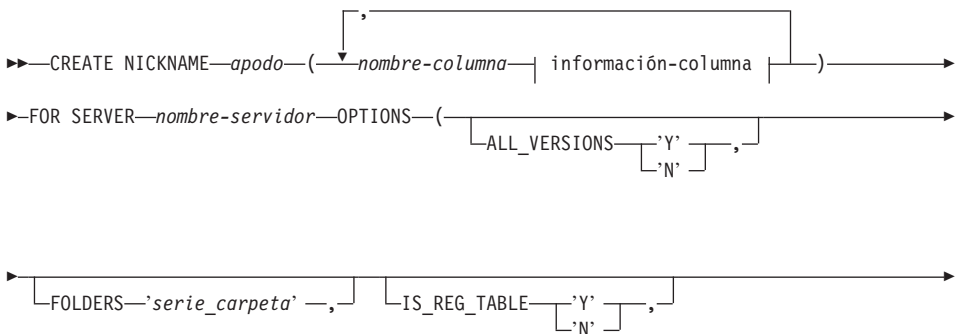 ,
CREATE NICKNAME apodo ( nombre-columna información-columna )
FOR SERVER nombre-servidor OPTIONS (
ALL_VERSIONS ’Y’ ,
’N’
FOLDERS ’serie_carpeta’ , IS_REG_TABLE ’Y’ ,
’N’